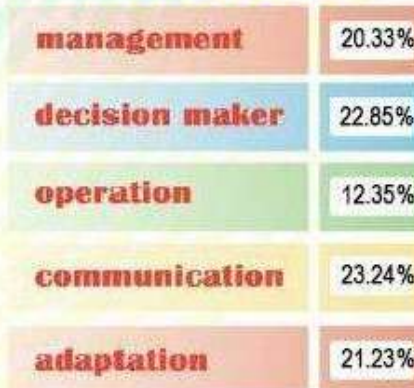 management 20.33%
decision maker 22.85%
operation 12.35%
communication 23.24%
adaptation 21.23%